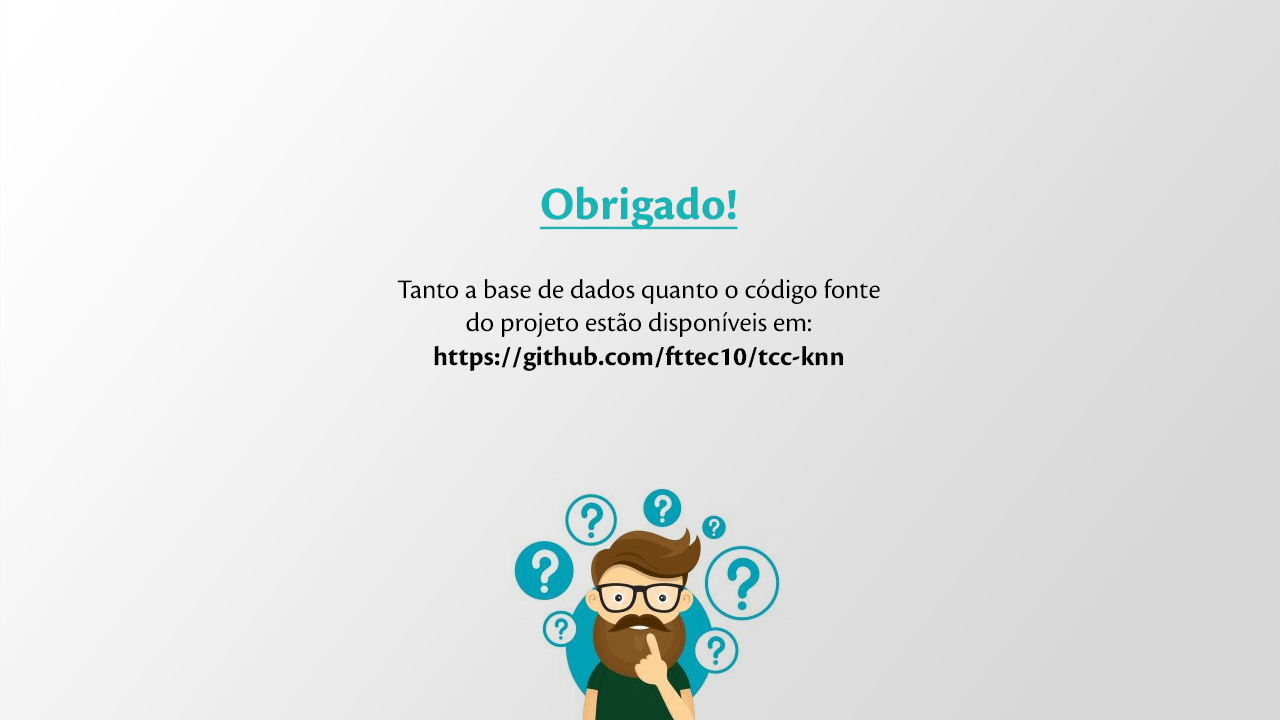 Obrigado!
Tanto a base de dados quanto o código fonte
do projeto estão disponíveis em:
https://github.com/fttec10/tcc-knn
?
?
?
?
?
?
?